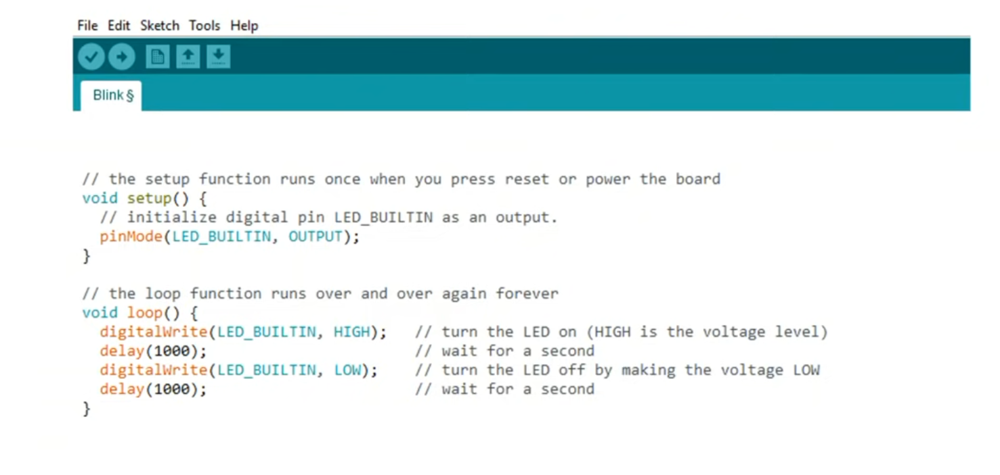 File Edit Sketch Tools Help
Blink §
// the setup function runs once when you press reset or power the board
void setup() {
  // initialize digital pin LED_BUILTIN as an output.
  pinMode(LED_BUILTIN, OUTPUT);
}
// the loop function runs over and over again forever
void loop() {
  digitalWrite(LED_BUILTIN, HIGH);   // turn the LED on (HIGH is the voltage level)
  delay(1000);                       // wait for a second
  digitalWrite(LED_BUILTIN, LOW);    // turn the LED off by making the voltage LOW
  delay(1000);                       // wait for a second
}